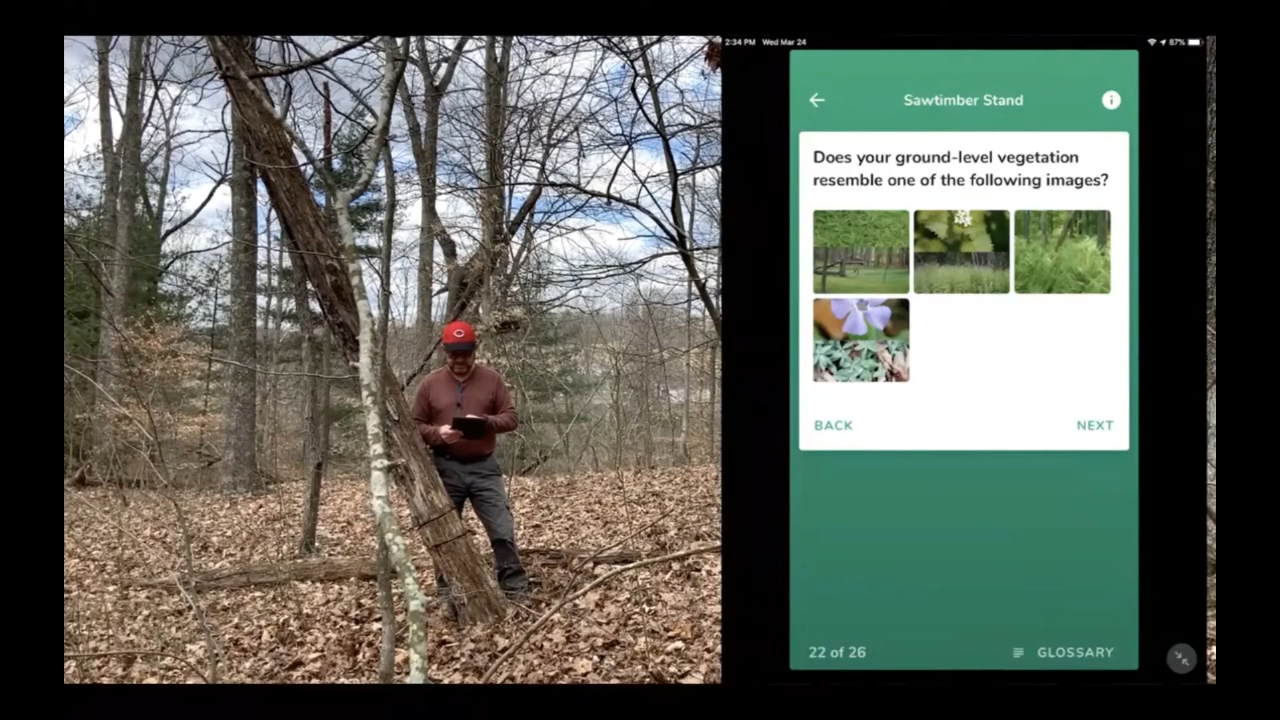 2:34 PM Wed Mar 24
87%
Sawtimber Stand
Does your ground-level vegetation
resemble one of the following images?
BACK
NEXT
22 of 26
GLOSSARY